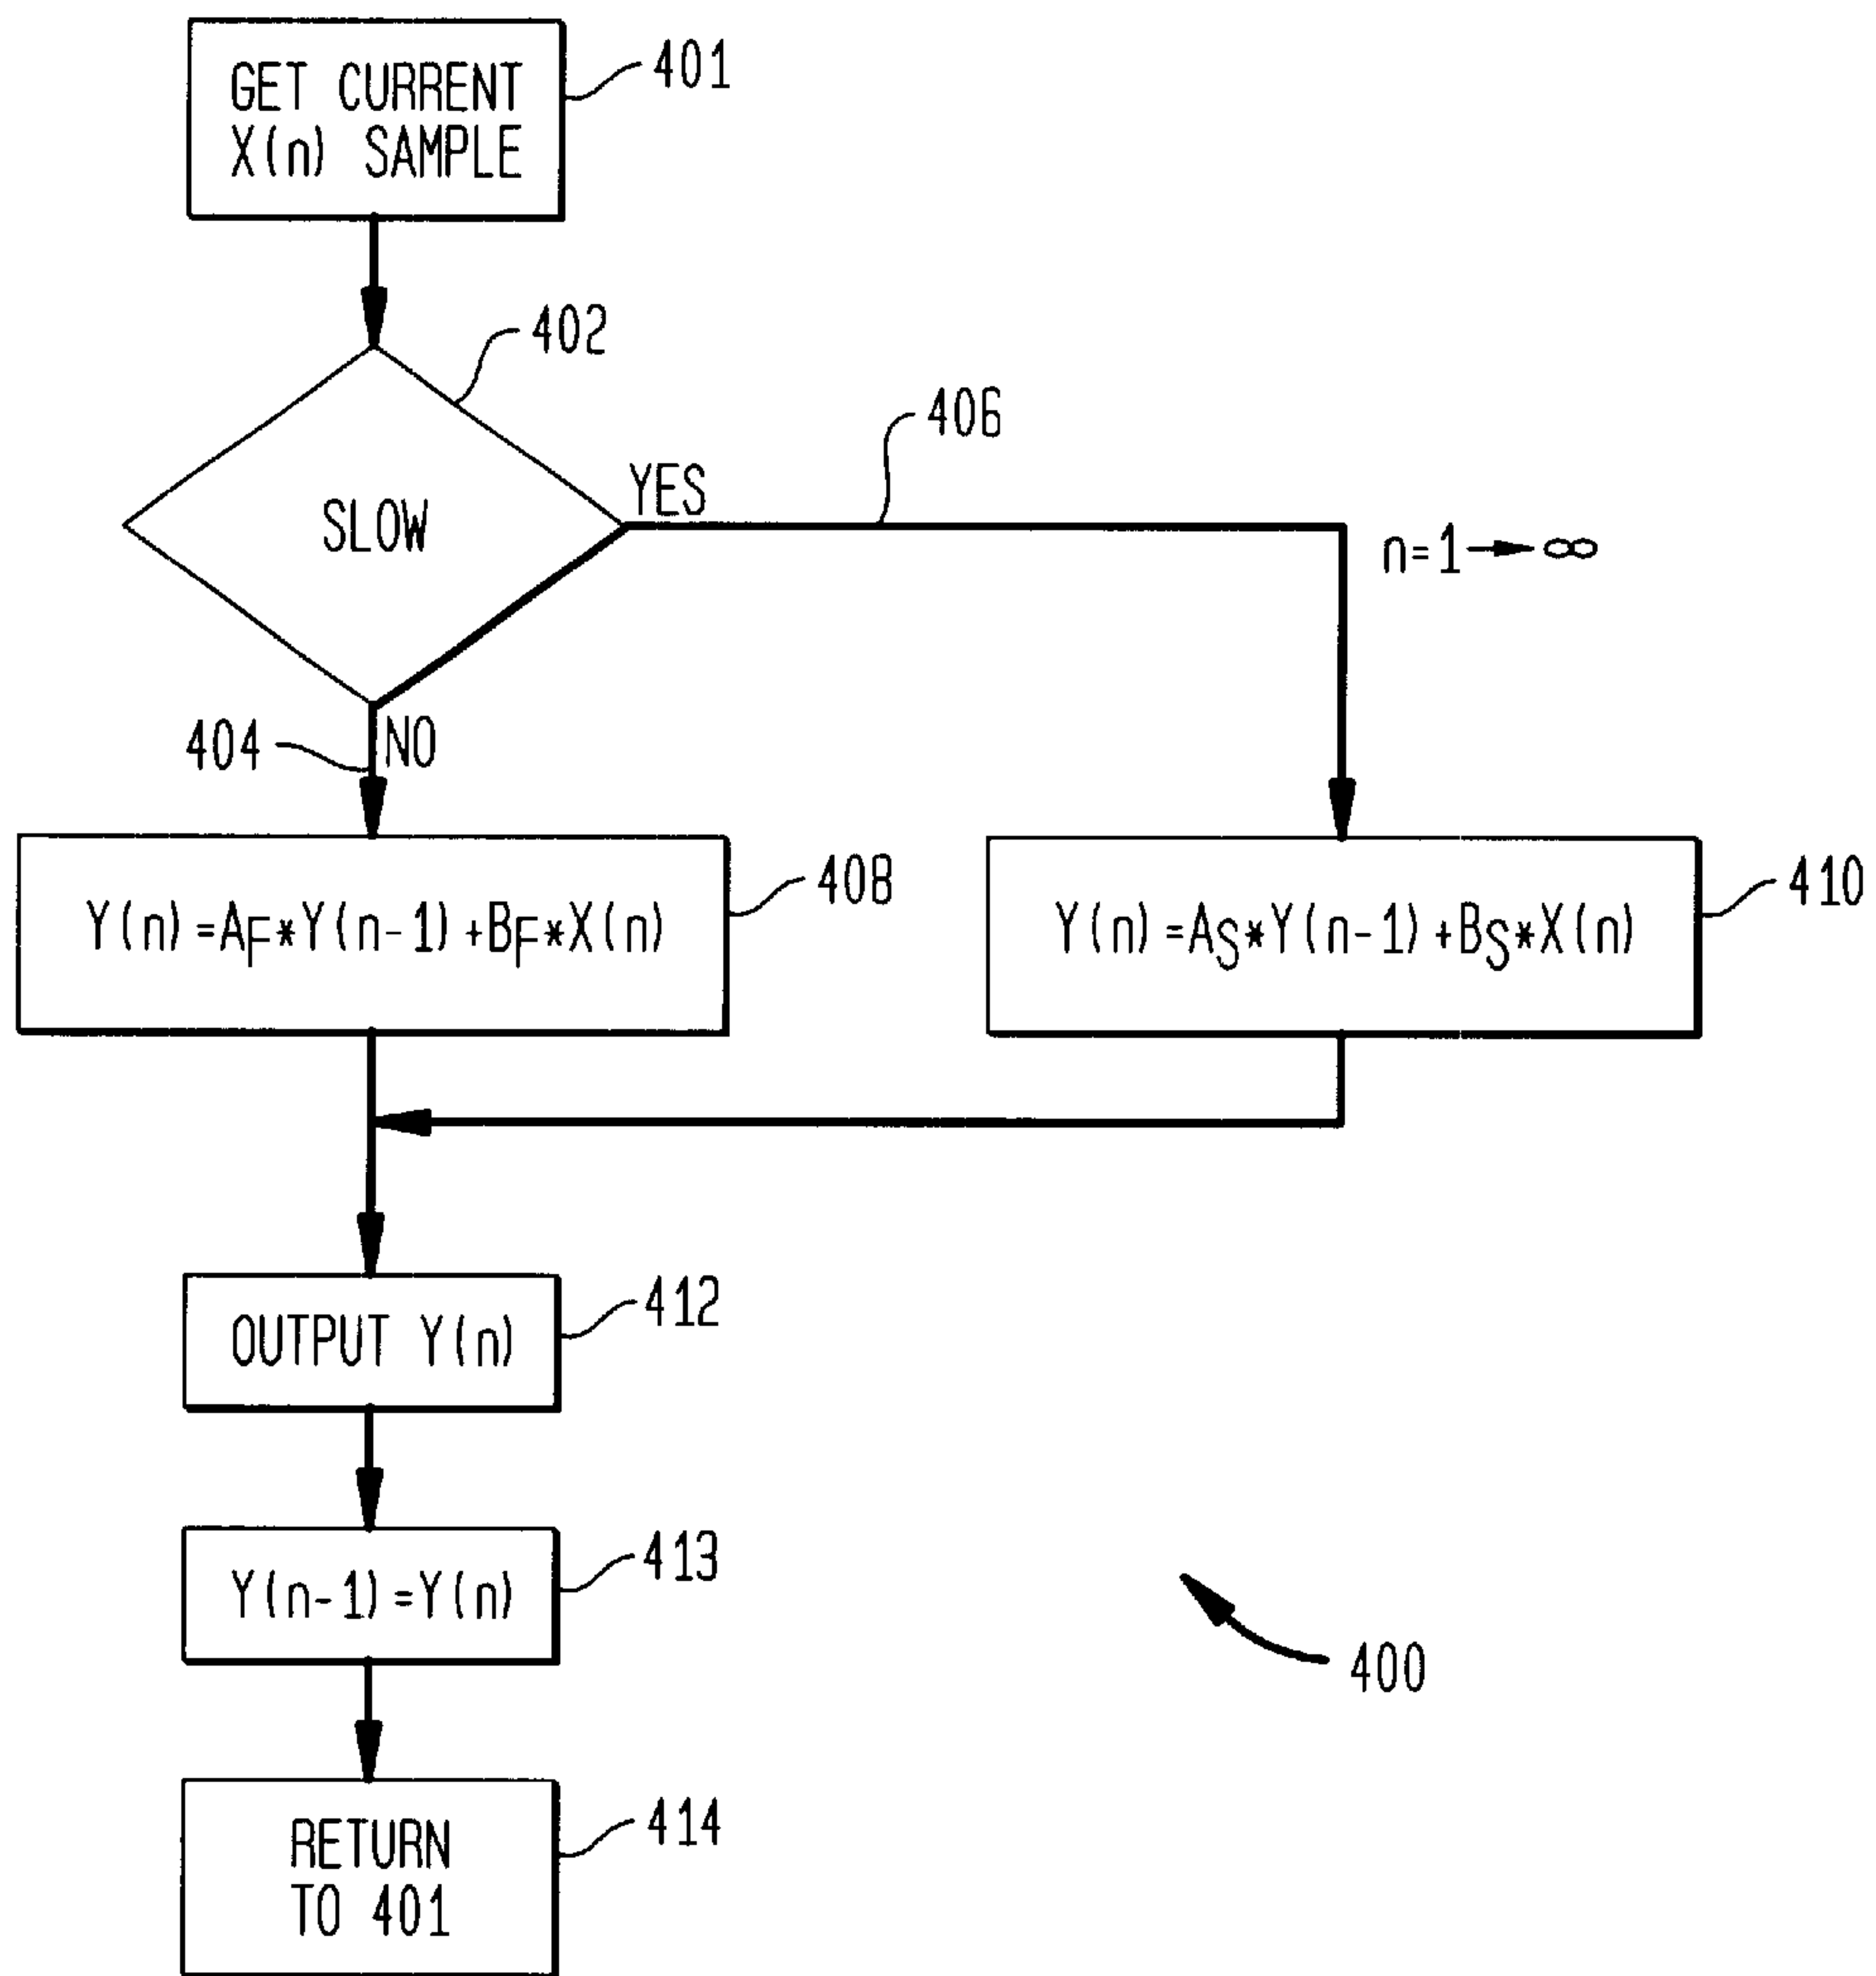 GET CURRENT
X(n) SAMPLE
401
402
SLOW
YES
406
n=1→∞
404
NO
Y(n)=AF*Y(n-1)+BF*X(n)
408
Y(n)=AS*Y(n-1)+BS*X(n)
410
OUTPUT Y(n)
412
Y(n-1)=Y(n)
413
400
RETURN
TO 401
414